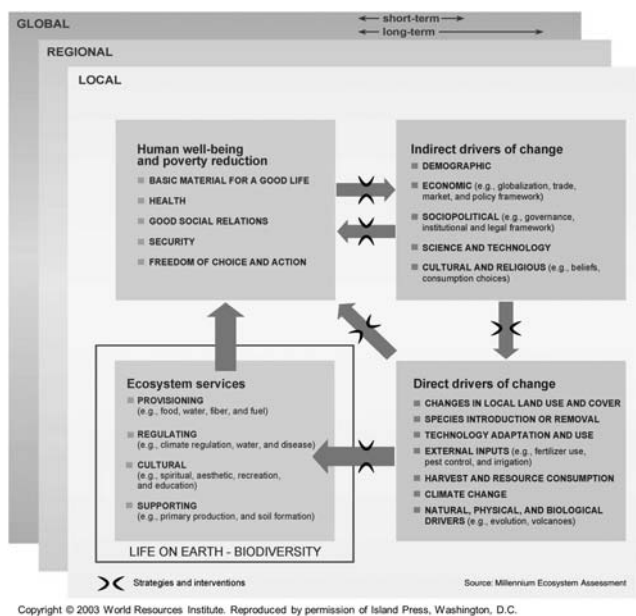 GLOBAL
short-term
long-term
REGIONAL
LOCAL
Human well-being
and poverty reduction
BASIC MATERIAL FOR A GOOD LIFE
HEALTH
GOOD SOCIAL RELATIONS
SECURITY
FREEDOM OF CHOICE AND ACTION
Indirect drivers of change
DEMOGRAPHIC
ECONOMIC (e.g., globalization, trade,
market, and policy framework)
SOCIOPOLITICAL (e.g., governance,
institutional and legal framework)
SCIENCE AND TECHNOLOGY
CULTURAL AND RELIGIOUS (e.g., beliefs,
consumption choices)
Ecosystem services
PROVISIONING
(e.g., food, water, fiber, and fuel)
REGULATING
(e.g., climate regulation, water, and disease)
CULTURAL
(e.g., spiritual, aesthetic, recreation,
and education)
SUPPORTING
(e.g., primary production, and soil formation)
LIFE ON EARTH - BIODIVERSITY
Direct drivers of change
CHANGES IN LOCAL LAND USE AND COVER
SPECIES INTRODUCTION OR REMOVAL
TECHNOLOGY ADAPTATION AND USE
EXTERNAL INPUTS (e.g., fertilizer use,
pest control, and irrigation)
HARVEST AND RESOURCE CONSUMPTION
CLIMATE CHANGE
NATURAL, PHYSICAL, AND BIOLOGICAL
DRIVERS (e.g., evolution, volcanoes)
Strategies and interventions
Source: Millennium Ecosystem Assessment
Copyright © 2003 World Resources Institute. Reproduced by permission of Island Press, Washington, D.C.